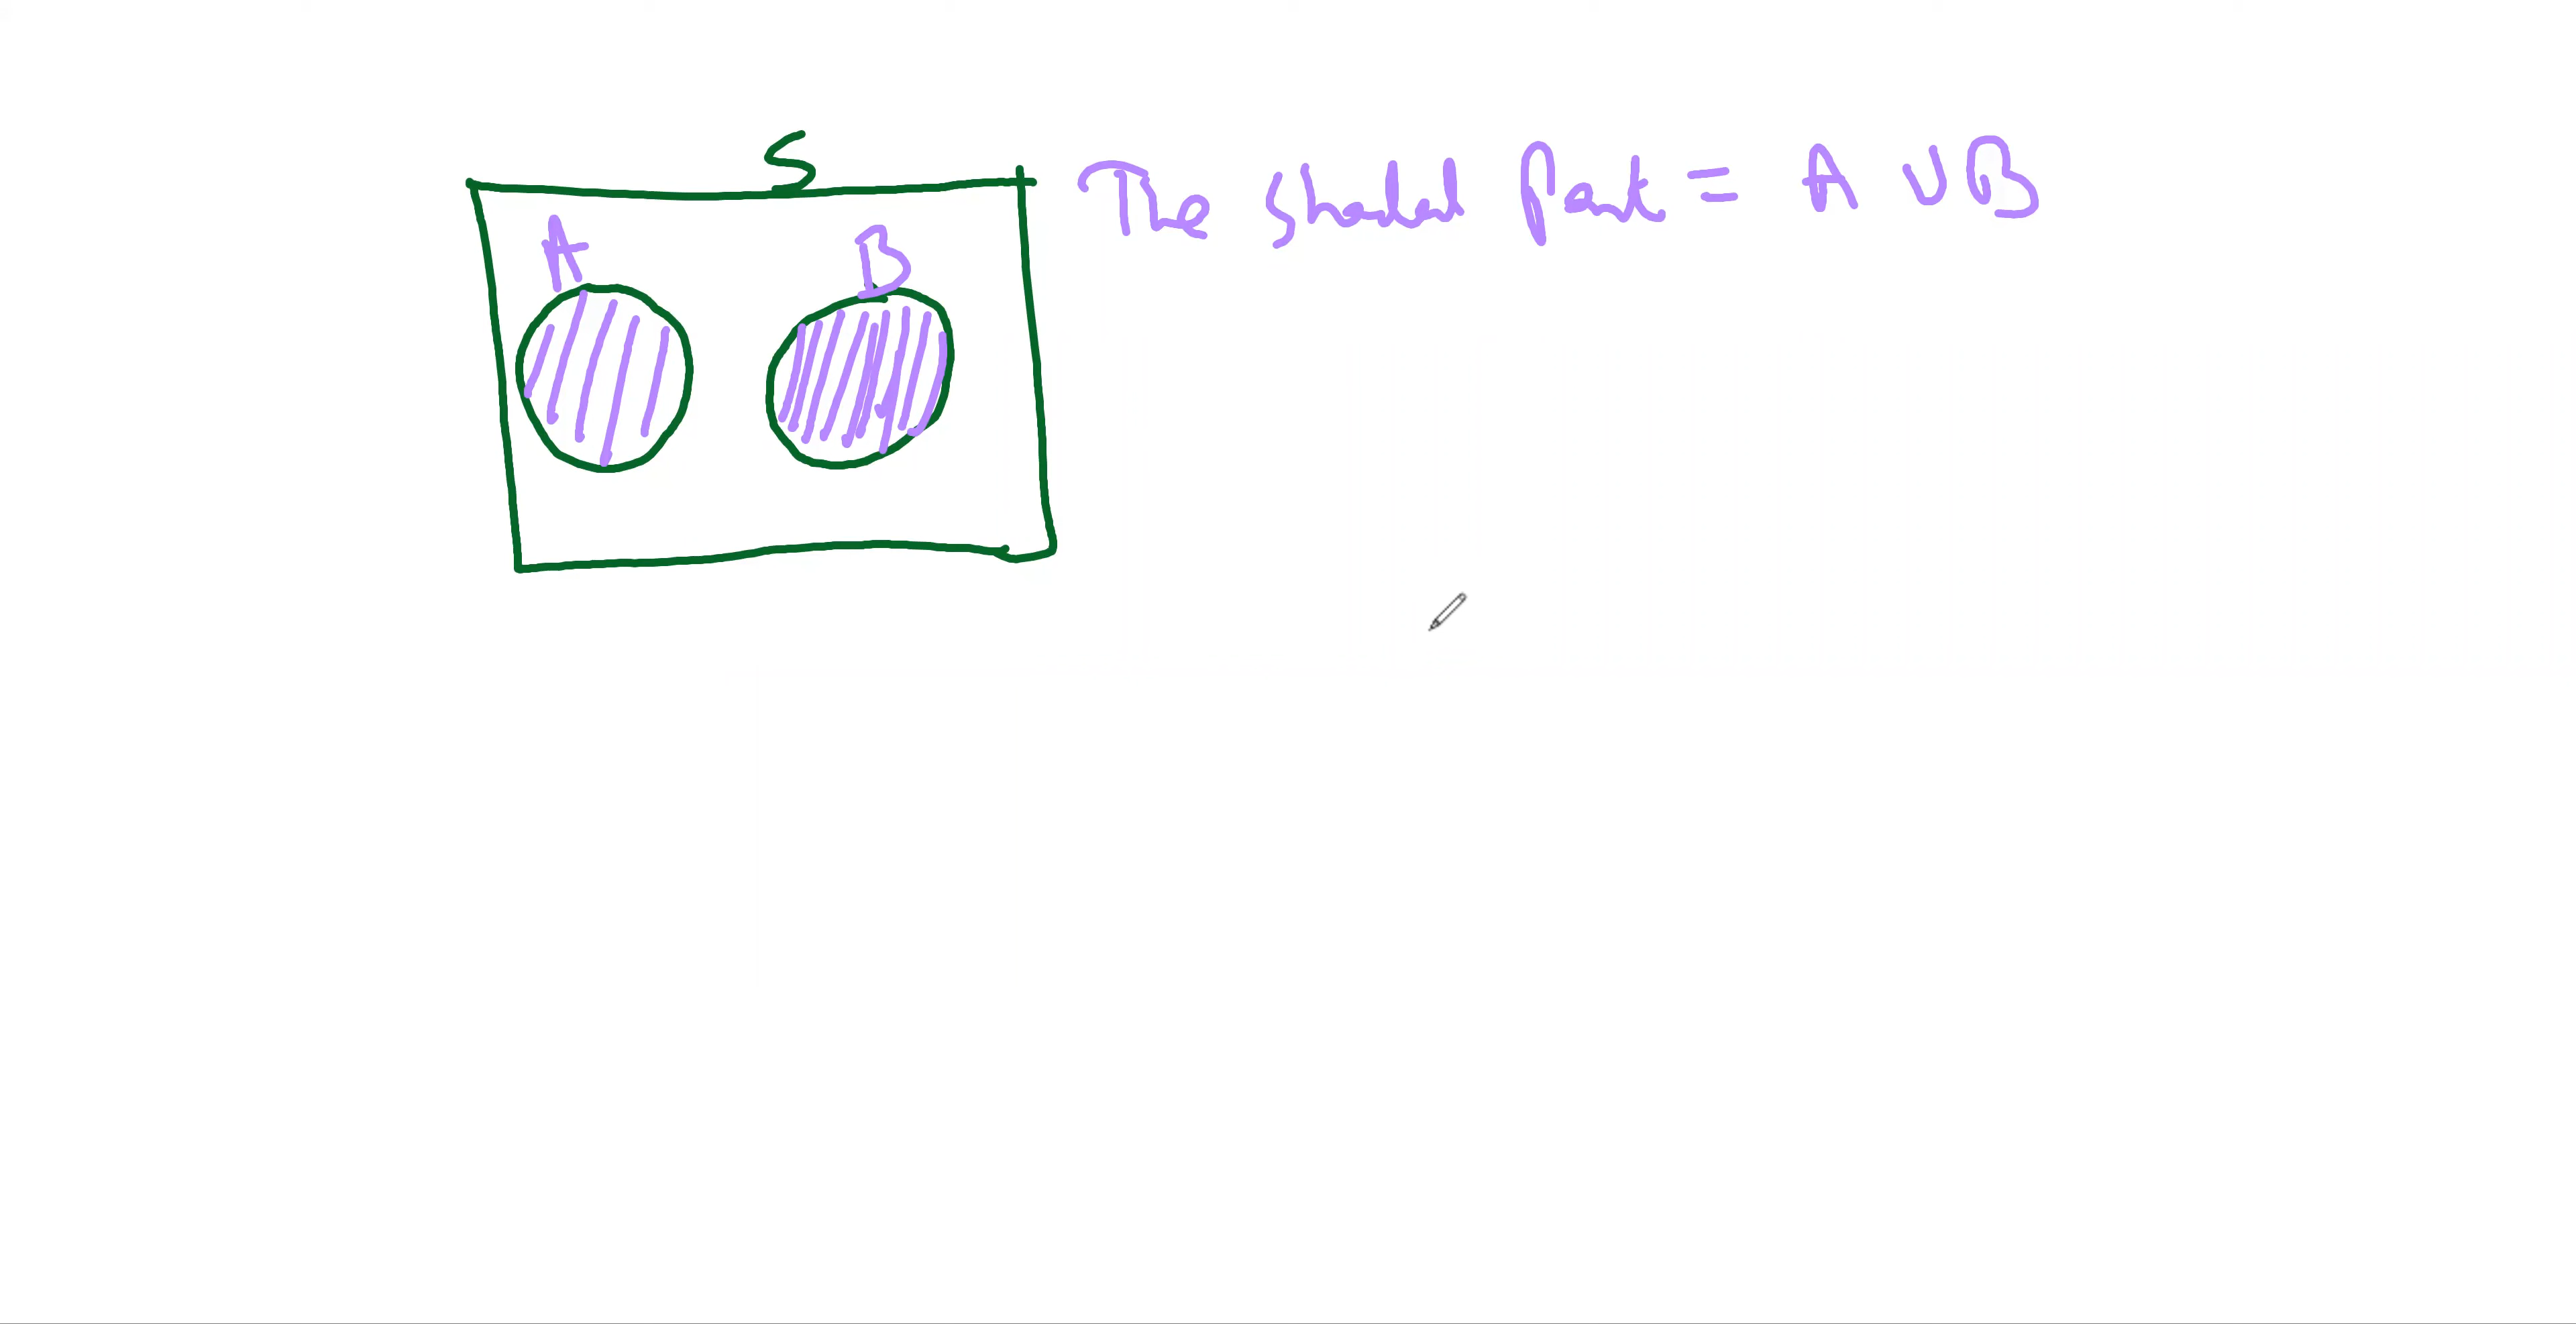 S
The Shaded Part = A ∪ B
A
B